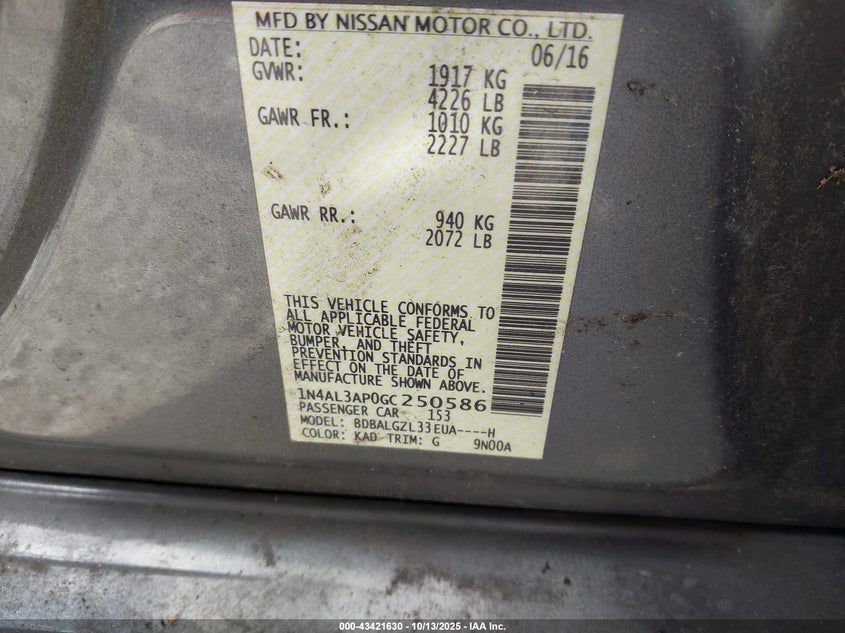 MFD BY NISSAN MOTOR CO., LTD.
DATE: 06/16
GVWR: 1917 KG
4226 LB
GAWR FR.: 1010 KG
2227 LB
GAWR RR.: 940 KG
2072 LB
THIS VEHICLE CONFORMS TO
ALL APPLICABLE FEDERAL
MOTOR VEHICLE SAFETY,
BUMPER, AND THEFT
PREVENTION STANDARDS IN
EFFECT ON THE DATE OF
MANUFACTURE SHOWN ABOVE.
1N4AL3AP0GC250586
PASSENGER CAR 153
MODEL: BDBALGZL33EUA----H
COLOR: KAD TRIM: G 9N00A
000-43421630 - 10/13/2025 - IAA Inc.